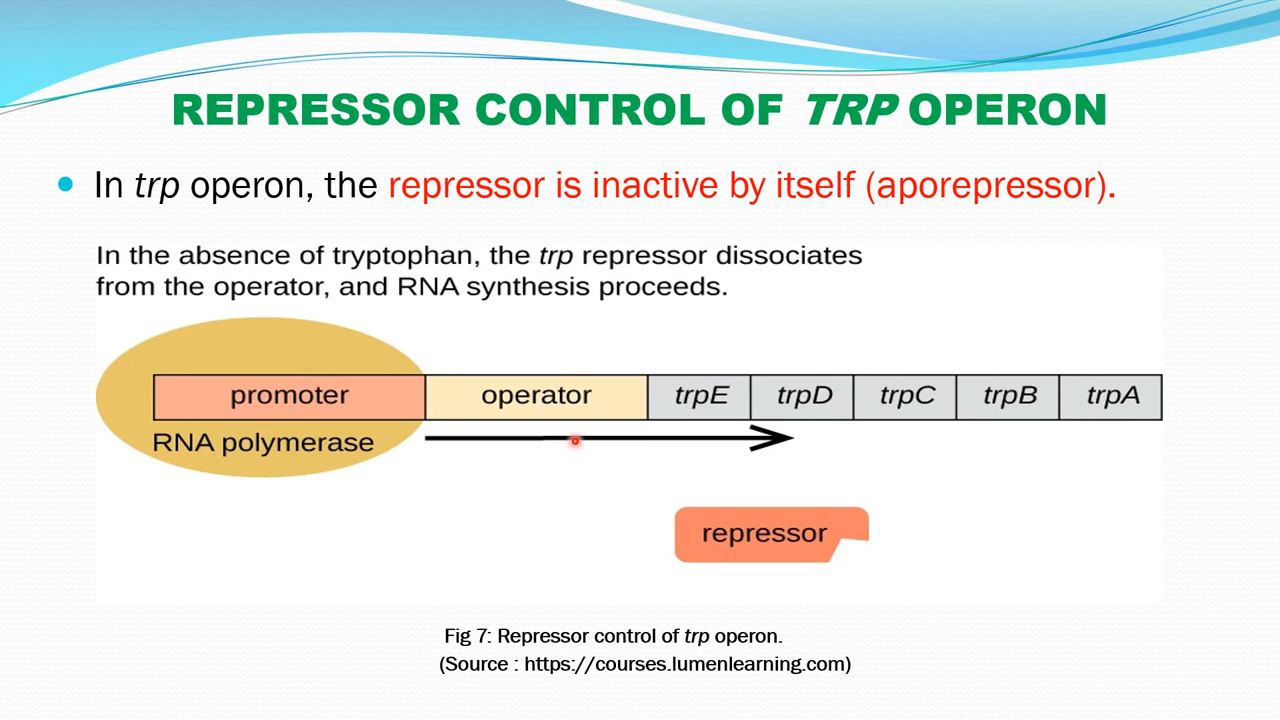 REPRESSOR CONTROL OF TRP OPERON
In trp operon, the repressor is inactive by itself (aporepressor).
In the absence of tryptophan, the trp repressor dissociates
from the operator, and RNA synthesis proceeds.
promoter operator trpE trpD trpC trpB trpA
RNA polymerase
repressor
Fig 7: Repressor control of trp operon.
(Source : https://courses.lumenlearning.com)